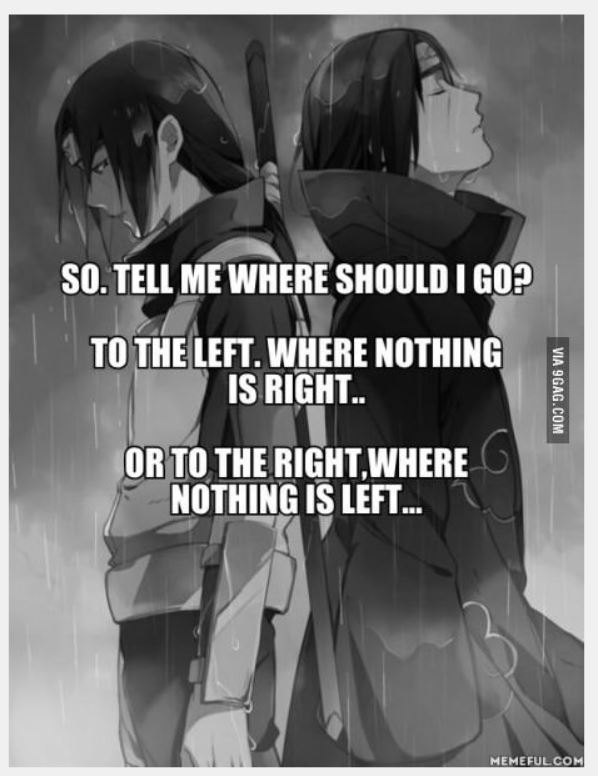 SO. TELL ME WHERE SHOULD I GO?
TO THE LEFT. WHERE NOTHING
IS RIGHT..
OR TO THE RIGHT,WHERE
NOTHING IS LEFT...
VIA 9GAG.COM
MEMEFUL.COM